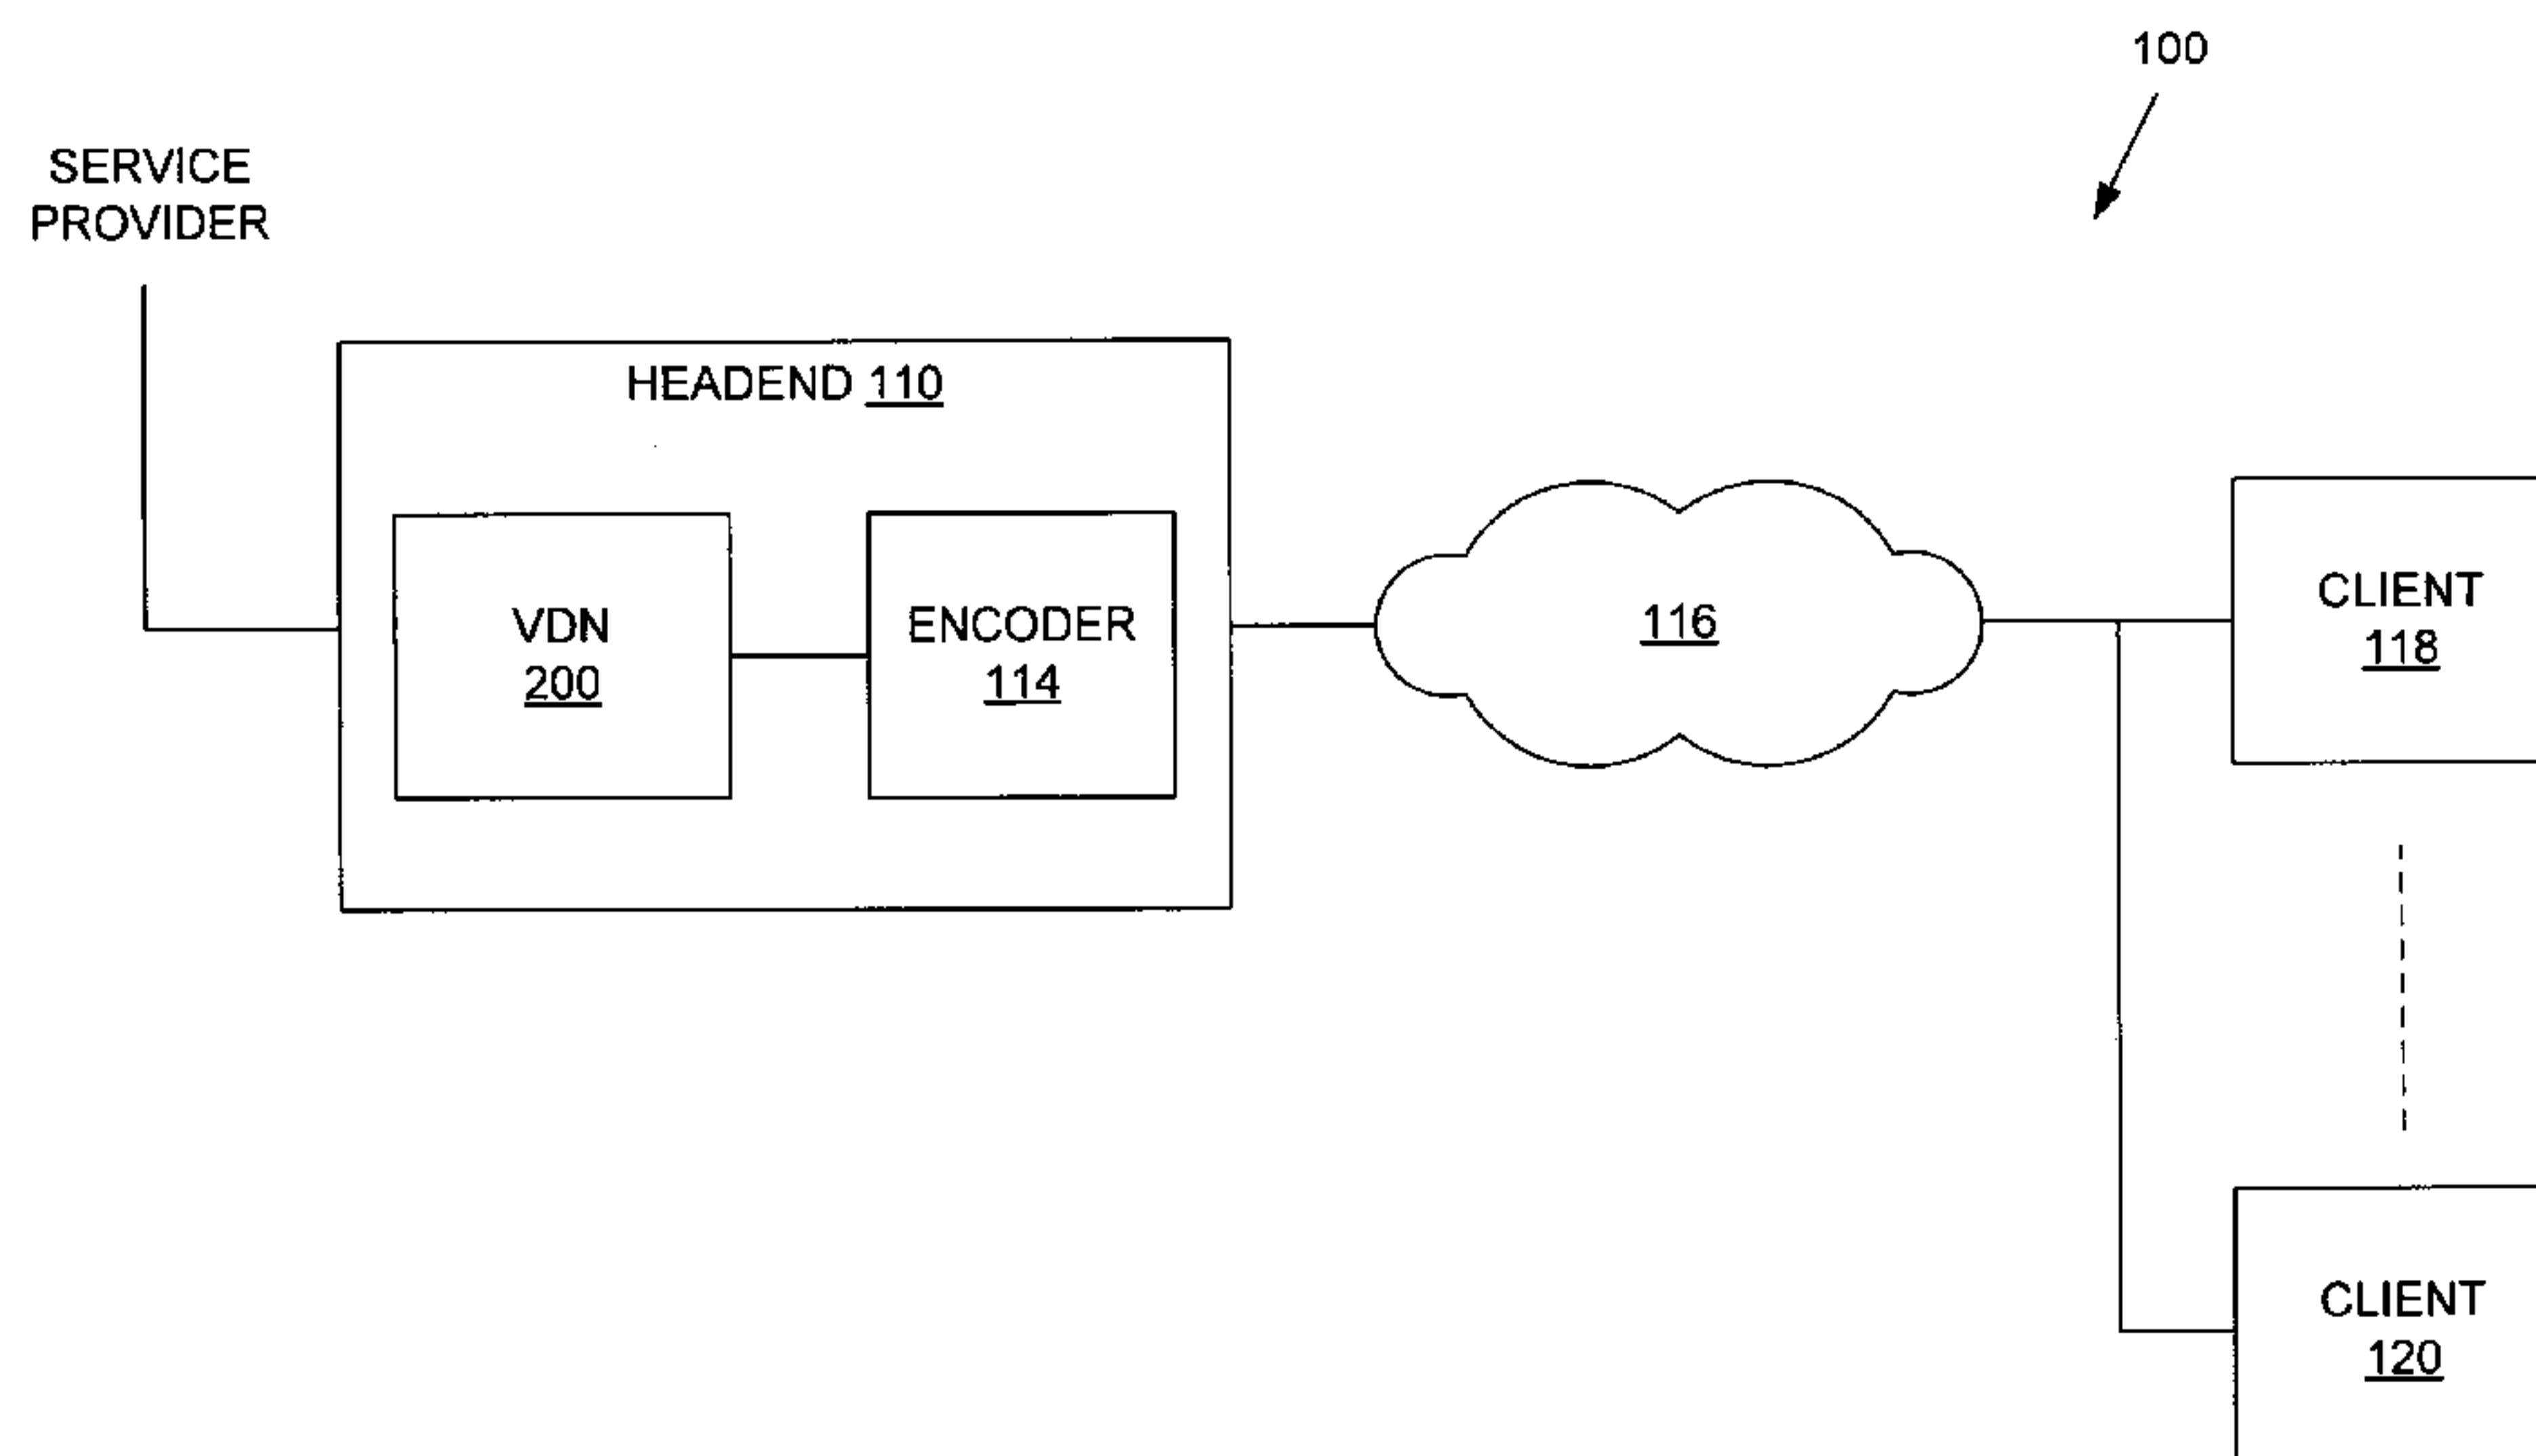 100
SERVICE
PROVIDER
HEADEND 110
VDN
200
ENCODER
114
116
CLIENT
118
CLIENT
120